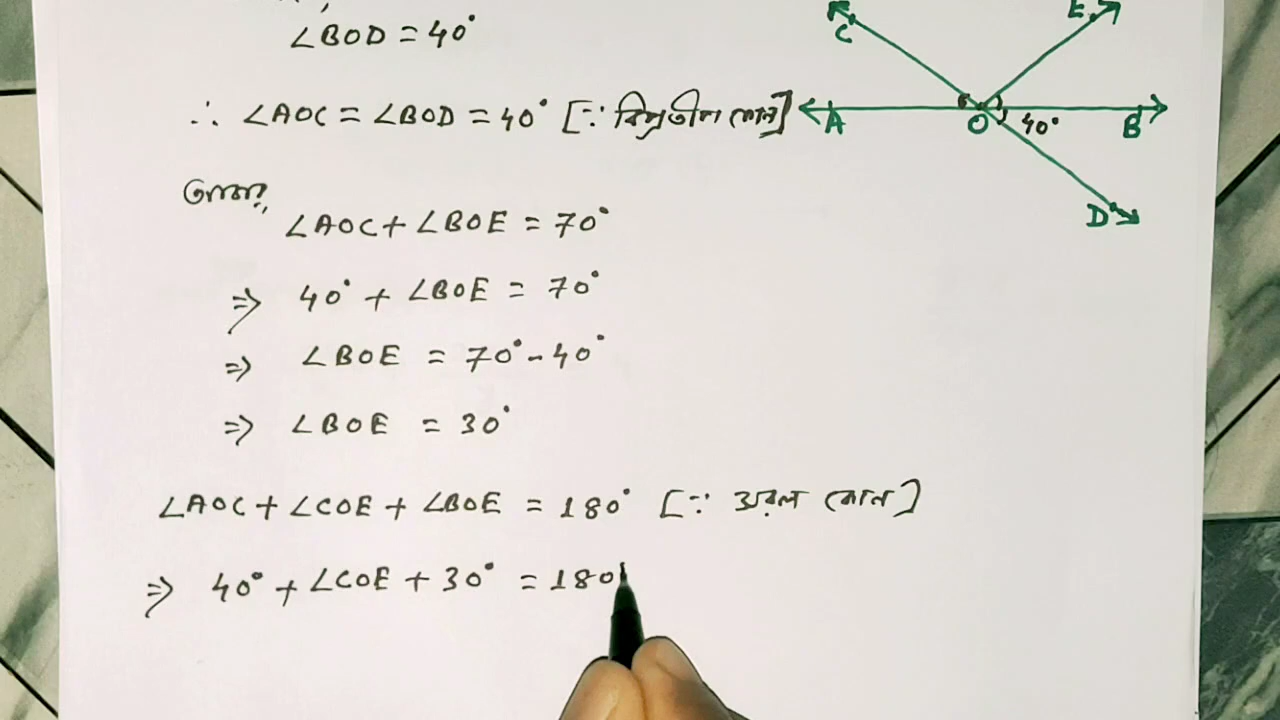 ∠BOD = 40°
∴ ∠AOC = ∠BOD = 40° [∵ বিপ্রতীপ কোন]
∠AOC + ∠BOE = 70°
⇒ 40° + ∠BOE = 70°
⇒ ∠BOE = 70° - 40°
⇒ ∠BOE = 30°
∠AOC + ∠COE + ∠BOE = 180° [∵ সরল কোন]
⇒ 40° + ∠COE + 30° = 180
C
E
A
O
40°
B
D